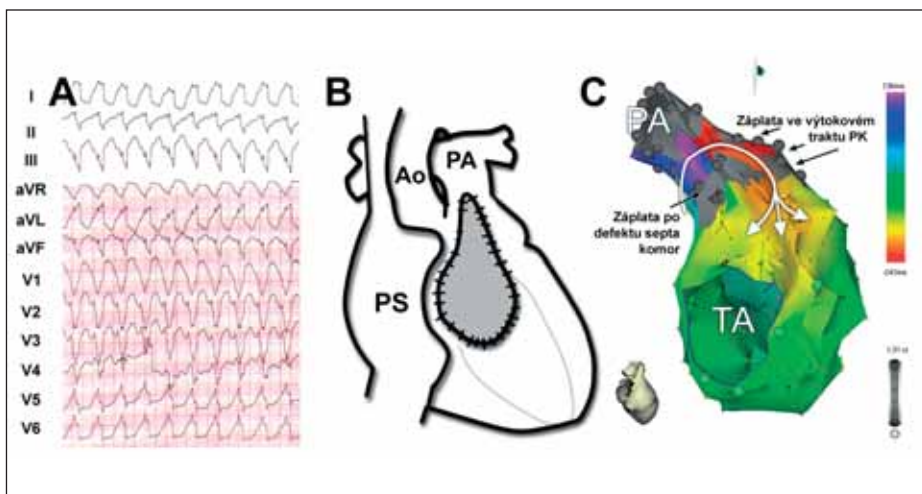 A
I
II
III
aVR
aVL
aVF
V1
V2
V3
V4
V5
V6
B
Ao
PA
PS
C
PA
Záplata ve výtokovém
traktu PK
Záplata po
defektu septa
komor
TA